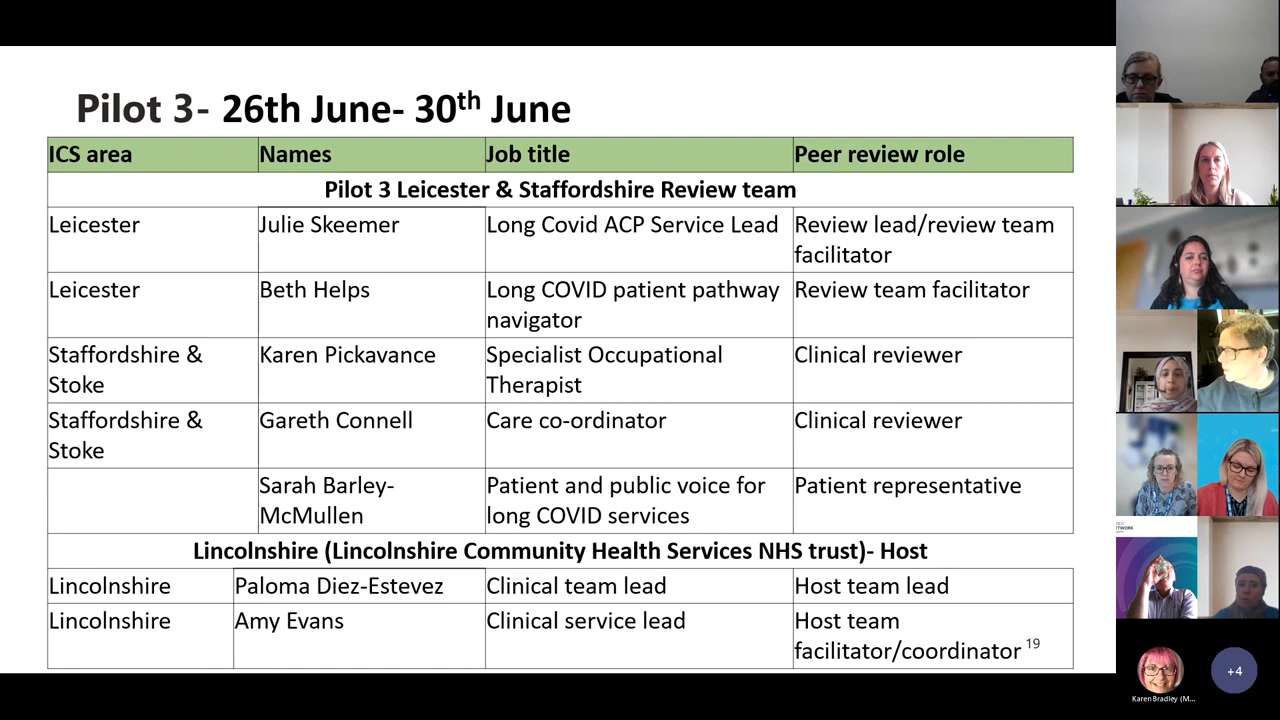 Pilot 3- 26th June- 30th June
ICS area Names Job title Peer review role
Pilot 3 Leicester & Staffordshire Review team
Leicester Julie Skeemer Long Covid ACP Service Lead Review lead/review team
facilitator
Leicester Beth Helps Long COVID patient pathway Review team facilitator
navigator
Staffordshire & Karen Pickavance Specialist Occupational Clinical reviewer
Stoke Therapist
Staffordshire & Gareth Connell Care co-ordinator Clinical reviewer
Stoke
Sarah Barley- Patient and public voice for Patient representative
McMullen long COVID services
Lincolnshire (Lincolnshire Community Health Services NHS trust)- Host
Lincolnshire Paloma Diez-Estevez Clinical team lead Host team lead
Lincolnshire Amy Evans Clinical service lead Host team
facilitator/coordinator 19
Karen Bradley (M...
+4